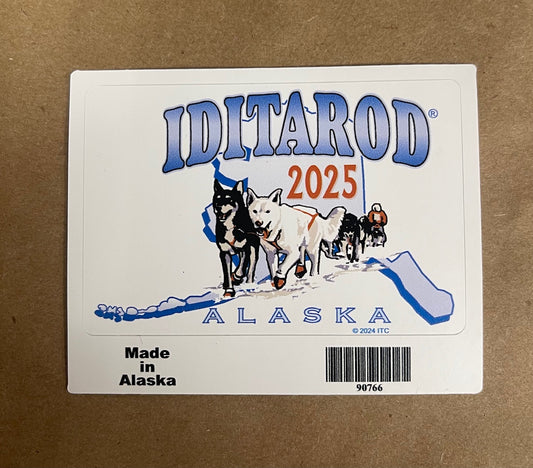 IDITAROD®
2025
ALASKA
© 2024 ITC
Made
in
Alaska
90766